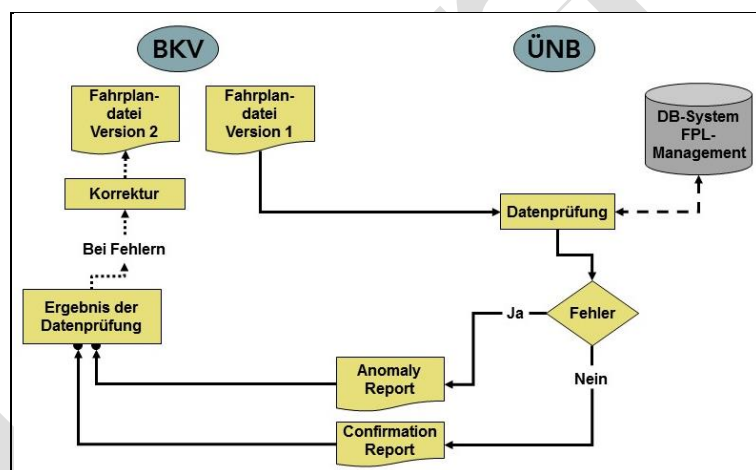 BKV
ÜNB
Fahrplan-
datei
Version 2
Fahrplan-
datei
Version 1
DB-System
FPL-
Management
Korrektur
Datenprüfung
Bei Fehlern
Ergebnis der
Datenprüfung
Fehler
Ja
Nein
Anomaly
Report
Confirmation
Report